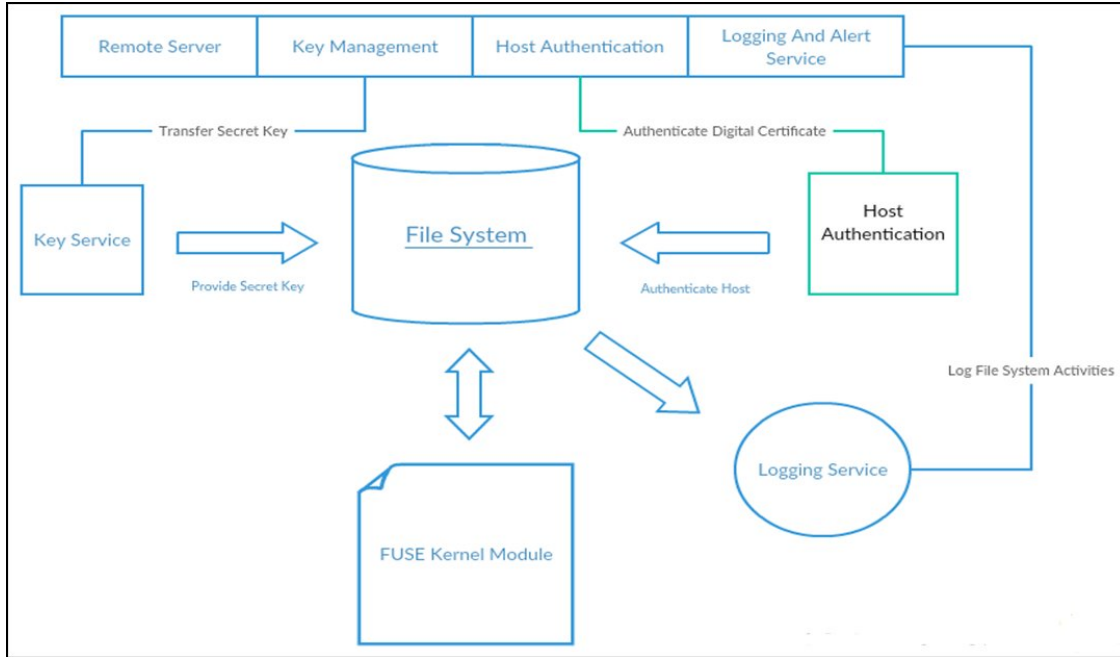 Remote Server
Key Management
Host Authentication
Logging And Alert
Service
Transfer Secret Key
Authenticate Digital Certificate
Key Service
File System
Host
Authentication
Provide Secret Key
Authenticate Host
Log File System Activities
Logging Service
FUSE Kernel Module